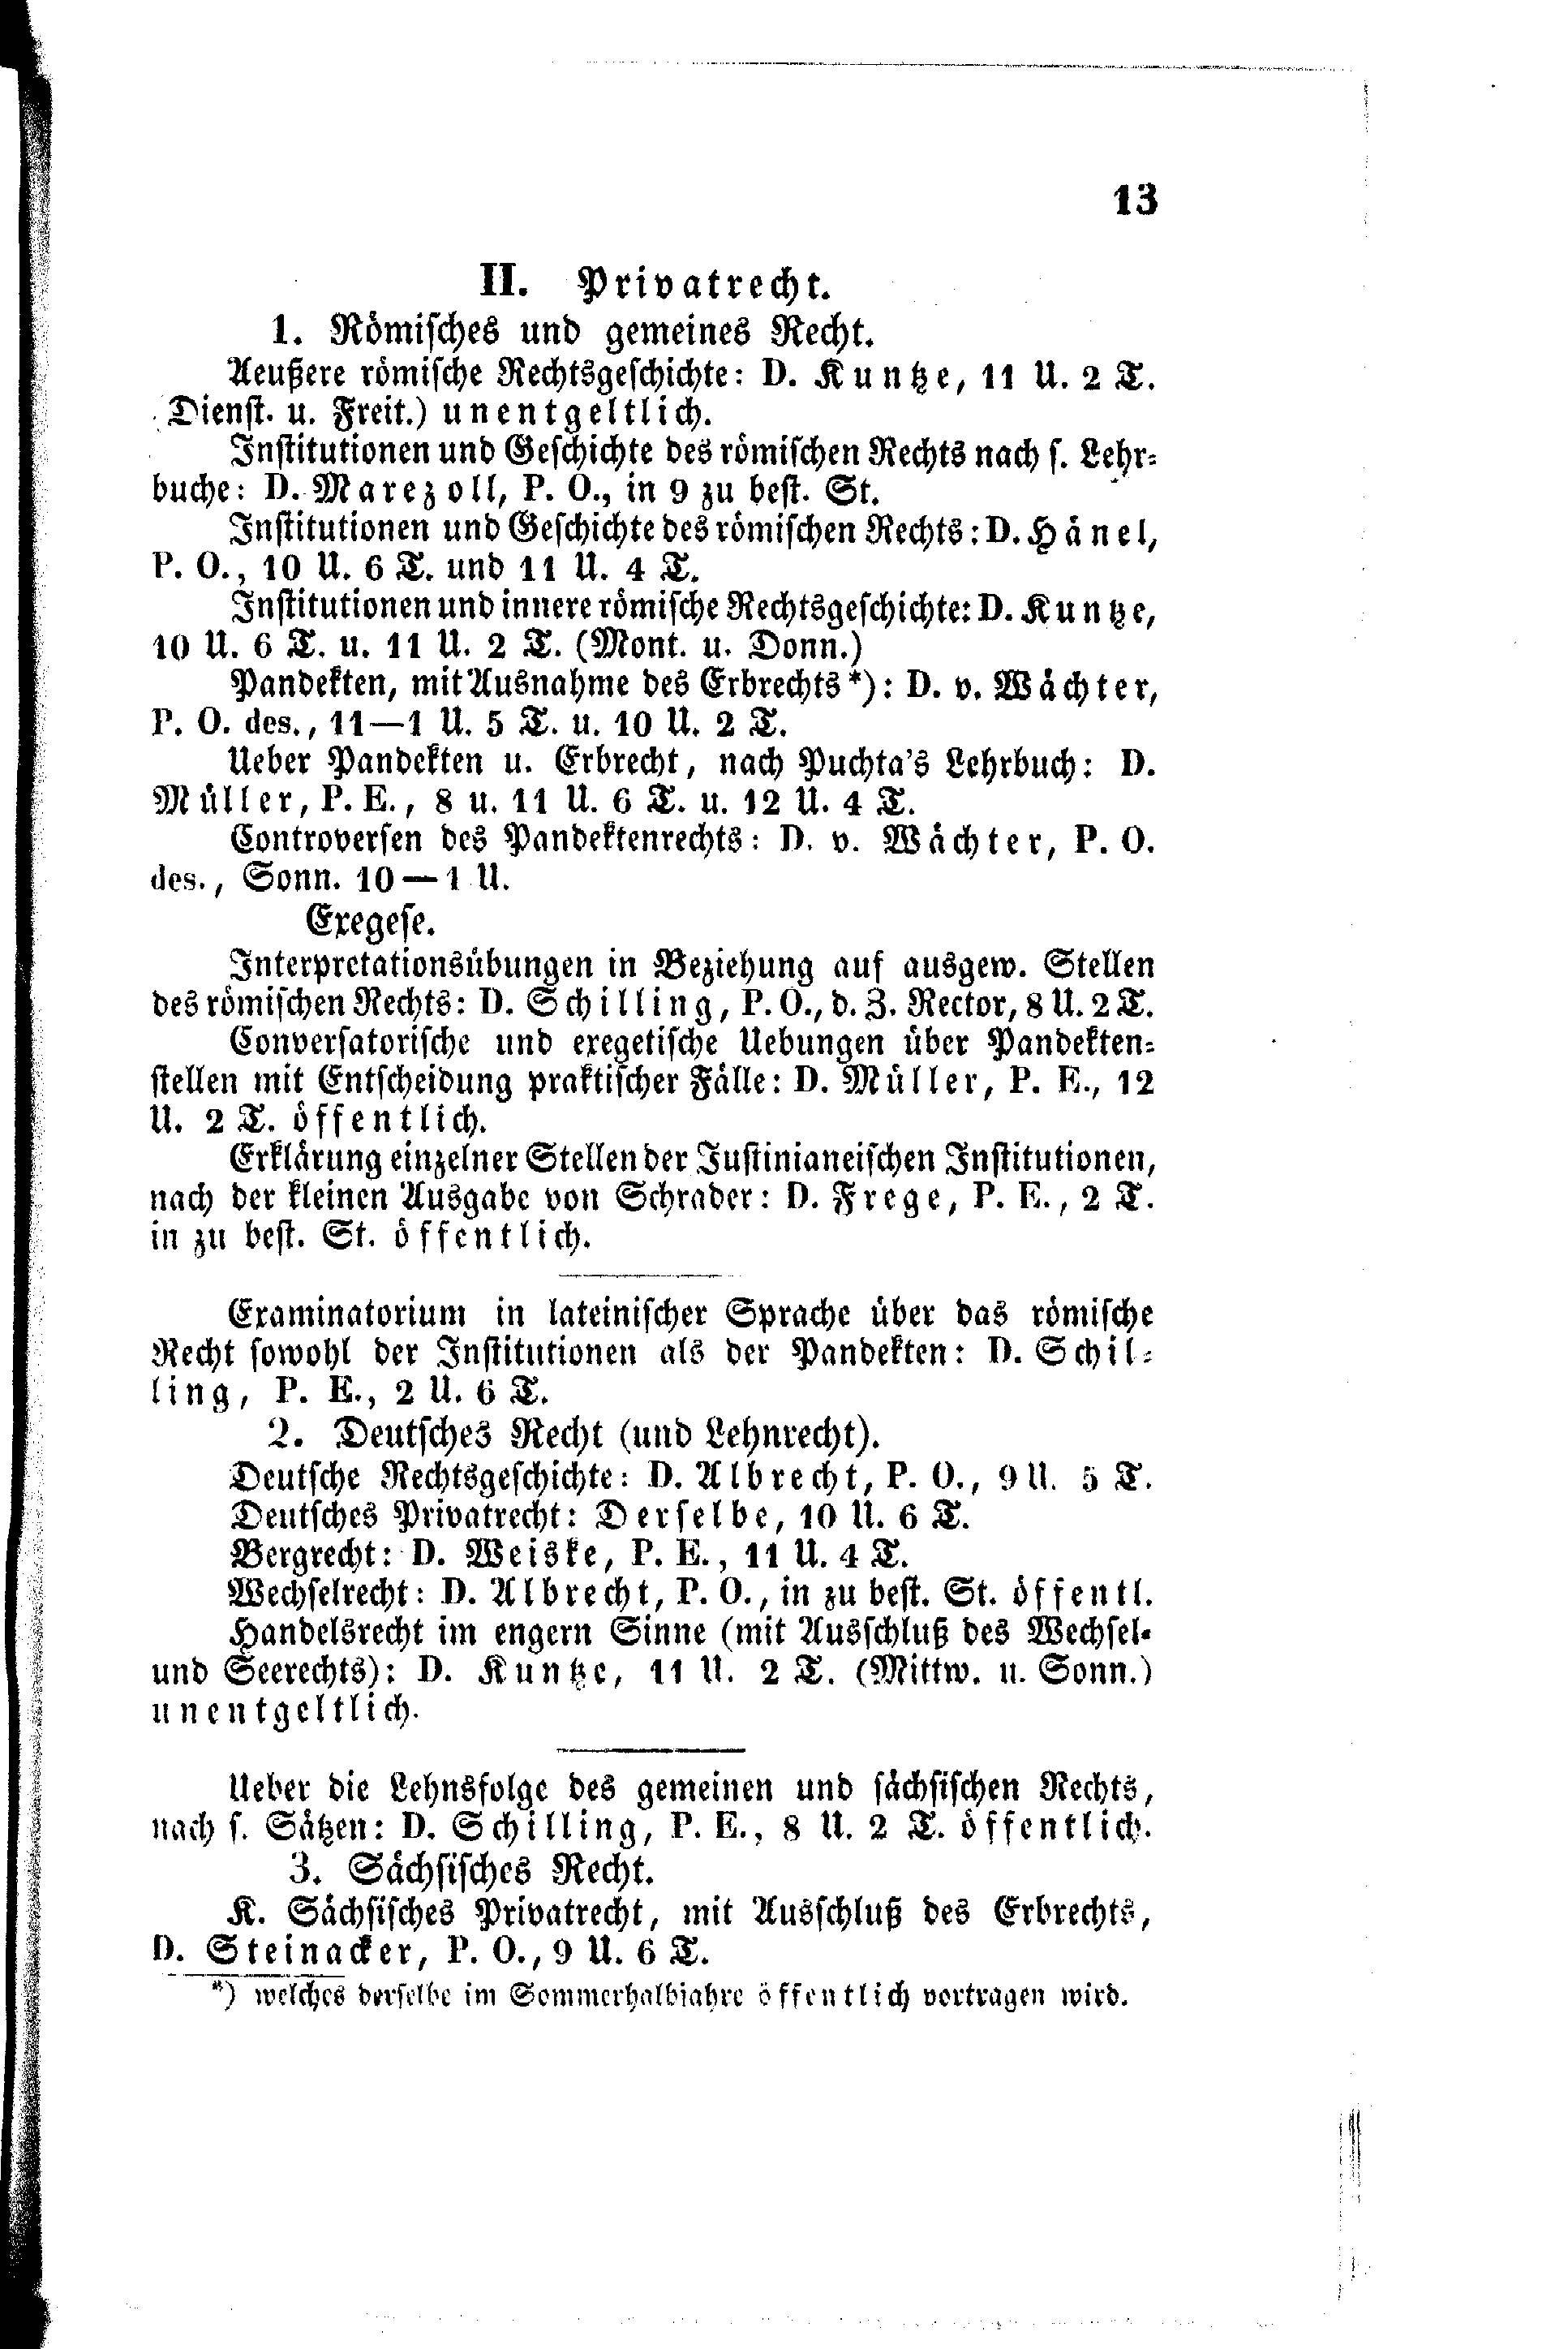 13
II. Privatrecht.
1. Römisches und gemeines Recht.
Aeußere römische Rechtsgeschichte: D. Kuntze, 11 U. 2 T.
Dienst. u. Freit.) unentgeltlich.
Institutionen und Geschichte des römischen Rechts nach s. Lehr-
buche: D. Marezoll, P. O., in 9 zu best. St.
Institutionen und Geschichte des römischen Rechts: D. Hänel,
P. O., 10 U. 6 T. und 11 U. 4 T.
Institutionen und innere römische Rechtsgeschichte: D. Kuntze,
10 U. 6 T. u. 11 U. 2 T. (Mont. u. Donn.)
Pandekten, mit Ausnahme des Erbrechts*): D. v. Wächter,
P. O. des., 11—1 U. 5 T. u. 10 U. 2 T.
Ueber Pandekten u. Erbrecht, nach Puchta's Lehrbuch: D.
Müller, P. E., 8 u. 11 U. 6 T. u. 12 U. 4 T.
Controversen des Pandektenrechts: D. v. Wächter, P. O.
des., Sonn. 10—1 U.
Exegese.
Interpretationsübungen in Beziehung auf ausgew. Stellen
des römischen Rechts: D. Schilling, P. O., d. Z. Rector, 8 U. 2 T.
Conversatorische und exegetische Uebungen über Pandekten-
stellen mit Entscheidung praktischer Fälle: D. Müller, P. E., 12
U. 2 T. öffentlich.
Erklärung einzelner Stellen der Justinianeischen Institutionen,
nach der kleinen Ausgabe von Schrader: D. Frege, P. E., 2 T.
in zu best. St. öffentlich.
Examinatorium in lateinischer Sprache über das römische
Recht sowohl der Institutionen als der Pandekten: D. Schil-
ling, P. E., 2 U. 6 T.
2. Deutsches Recht (und Lehnrecht).
Deutsche Rechtsgeschichte: D. Albrecht, P. O., 9 U. 5 T.
Deutsches Privatrecht: Derselbe, 10 U. 6 T.
Bergrecht: D. Weiske, P. E., 11 U. 4 T.
Wechselrecht: D. Albrecht, P. O., in zu best. St. öffentl.
Handelsrecht im engern Sinne (mit Ausschluß des Wechsel-
und Seerechts): D. Kuntze, 11 U. 2 T. (Mittw. u. Sonn.)
unentgeltlich.
Ueber die Lehnsfolge des gemeinen und sächsischen Rechts,
nach s. Sätzen: D. Schilling, P. E., 8 U. 2 T. öffentlich.
3. Sächsisches Recht.
K. Sächsisches Privatrecht, mit Ausschluß des Erbrechts,
D. Steinacker, P. O., 9 U. 6 T.
*) welches derselbe im Sommerhalbjahre öffentlich vortragen wird.